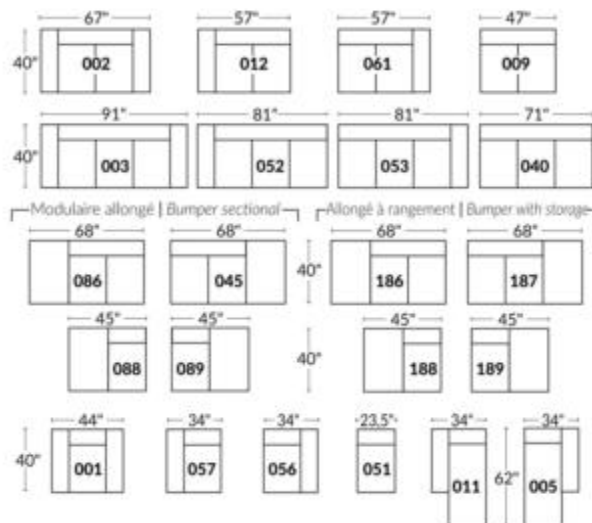 67" 57" 57" 47"
40" 002 012 061 009
91" 81" 81" 71"
40" 003 052 053 040
Modulaire allongé | Bumper sectional Allongé à rangement | Bumper with storage
68" 68" 68" 68"
086 045 40" 186 187
45" 45" 45" 45"
088 089 40" 188 189
44" 34" 34" 23,5" 34" 34"
40" 001 057 056 051 011 62" 005